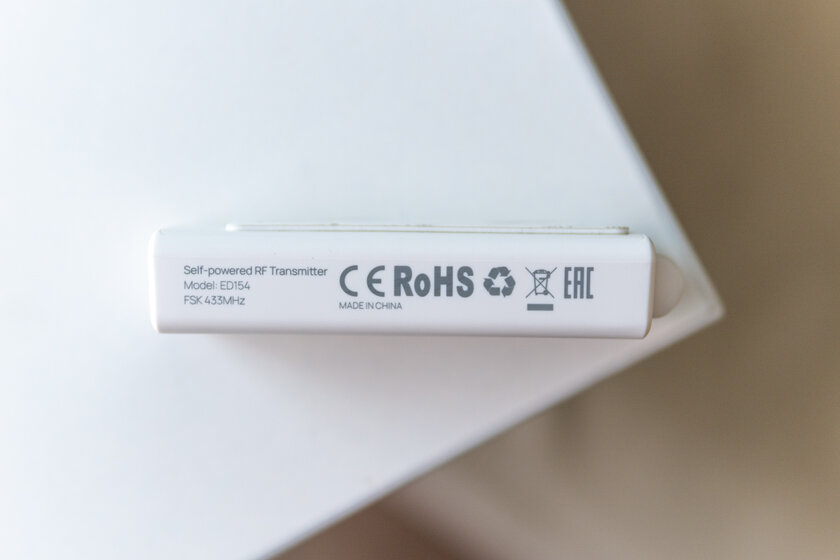 Self-powered RF Transmitter
Model: ED154
FSK 433MHz
CE RoHS EAC
MADE IN CHINA